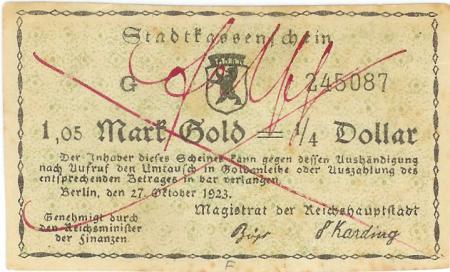 Stadtkassenschein
G 245087
1,05 Mark Gold = 1/4 Dollar
Der Inhaber dieses Scheines kann gegen dessen Aushändigung
nach Aufruf den Umtausch in Goldanleihe oder Auszahlung des
entsprechenden Betrages in bar verlangen.
Berlin, den 27. Oktober 1923.
Magistrat der Reichshauptstadt
Genehmigt durch
den Reichsminister
der Finanzen
F